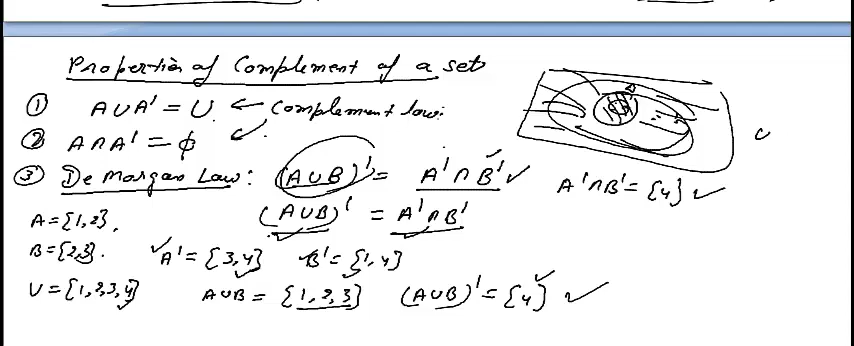 Properties of Complement of a set
① A∪A' = U ← Complement law:
② A∩A' = ϕ
③ De Morgan Law: (A∪B)' = A'∩B' ✓ A'∩B' = {4} ✓
(A∪B)' = A'∩B'
A = {1,2},
B = {2,3}. ✓ A' = {3,4} B' = {1,4}
U = {1,2,3,4} A∪B = {1,2,3} (A∪B)' = {4} ✓